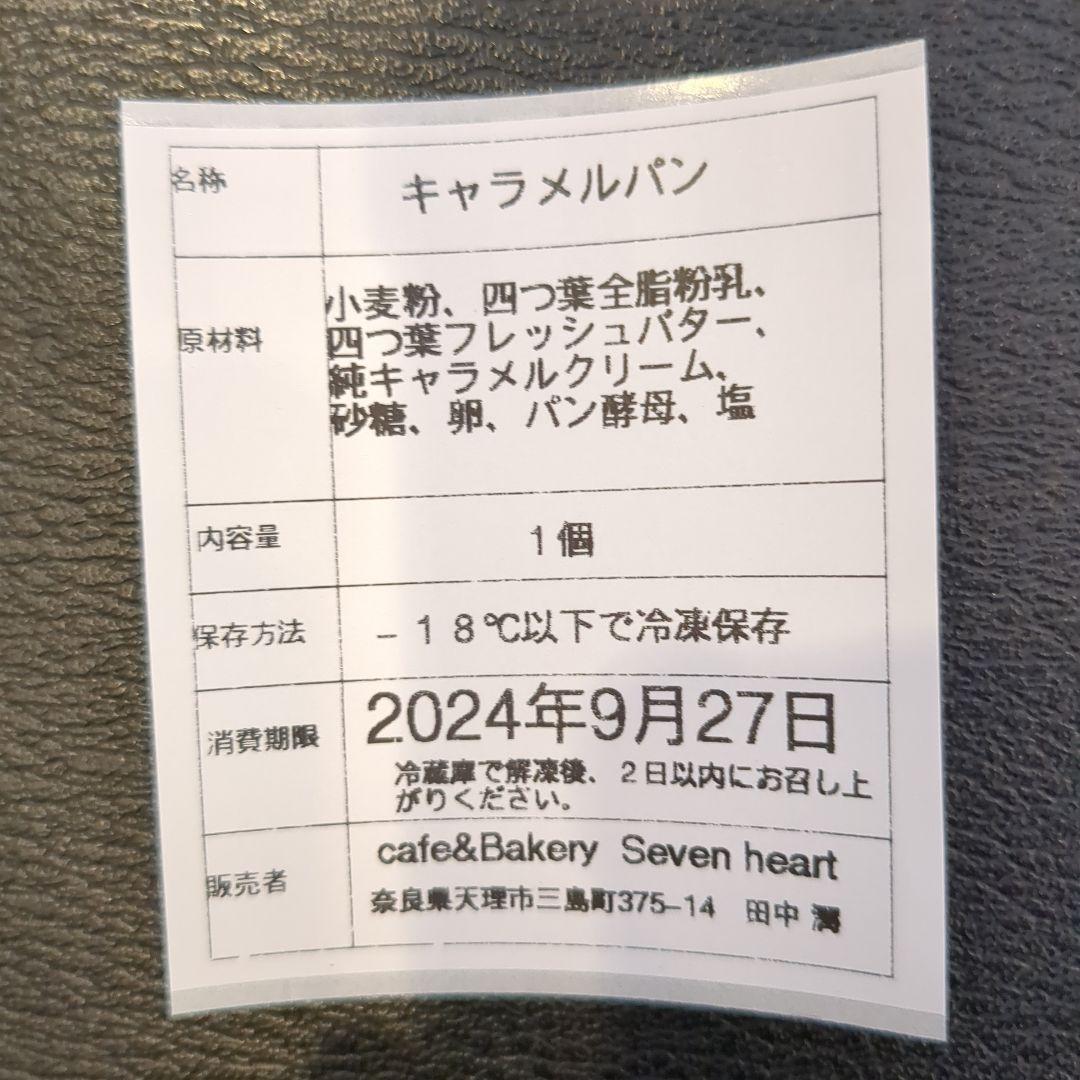 名称 キャラメルパン
原材料 小麦粉、四つ葉全脂粉乳、
四つ葉フレッシュバター、
純キャラメルクリーム、
砂糖、卵、パン酵母、塩
内容量 1個
保存方法 −18℃以下で冷凍保存
消費期限 2024年9月27日
冷蔵庫で解凍後、2日以内にお召し上
がりください。
販売者 cafe&Bakery Seven heart
奈良県天理市三島町375-14 田中